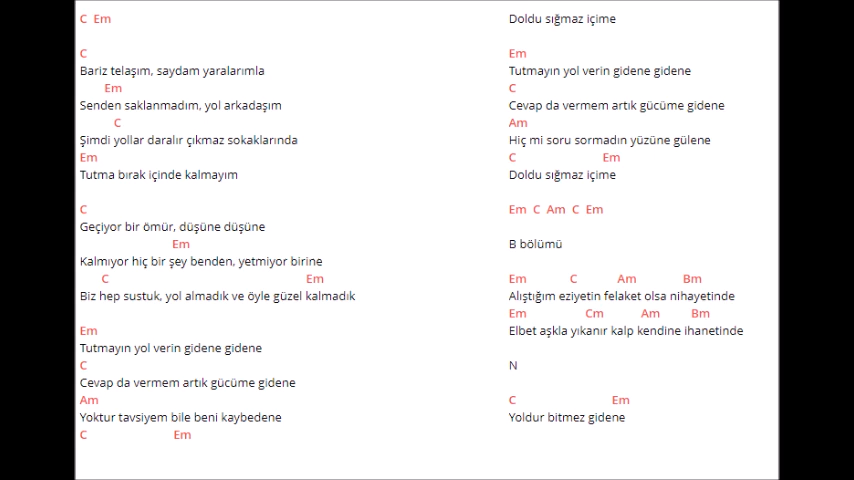 C Em
C
Bariz telaşım, saydam yaralarımla
Em
Senden saklanmadım, yol arkadaşım
C
Şimdi yollar daralır çıkmaz sokaklarında
Em
Tutma bırak içinde kalmayım
C
Geçiyor bir ömür, düşüne düşüne
Em
Kalmıyor hiç bir şey benden, yetmiyor birine
C Em
Biz hep sustuk, yol almadık ve öyle güzel kalmadık
Em
Tutmayın yol verin gidene gidene
C
Cevap da vermem artık gücüme gidene
Am
Yoktur tavsiyem bile beni kaybedene
C Em
Doldu sığmaz içime
Em
Tutmayın yol verin gidene gidene
C
Cevap da vermem artık gücüme gidene
Am
Hiç mi soru sormadın yüzüne gülene
C Em
Doldu sığmaz içime
Em C Am C Em
B bölümü
Em C Am Bm
Alıştığım eziyetin felaket olsa nihayetinde
Em Cm Am Bm
Elbet aşkla yıkanır kalp kendine ihanetinde
N
C Em
Yoldur bitmez gidene